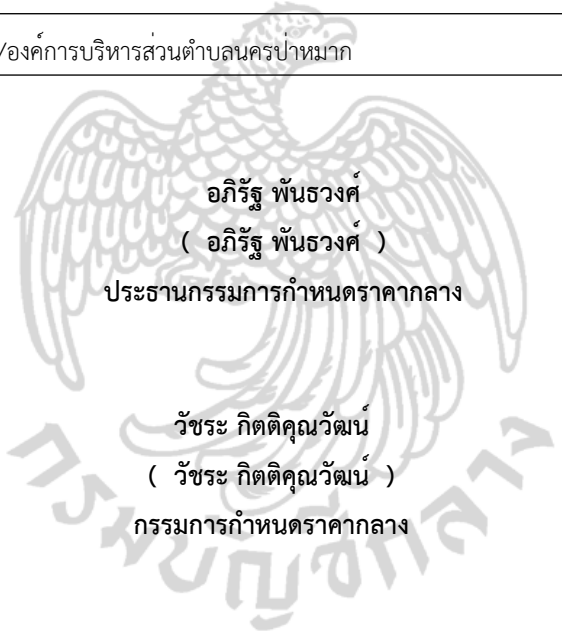 /องค์การบริหารส่วนตำบลนครป่าหมาก
อภิรัฐ พันธวงศ์
( อภิรัฐ พันธวงศ์ )
ประธานกรรมการกำหนดราคากลาง
วัชระ กิตติคุณวัฒน์
( วัชระ กิตติคุณวัฒน์ )
กรรมการกำหนดราคากลาง
กรมบัญชีกลาง